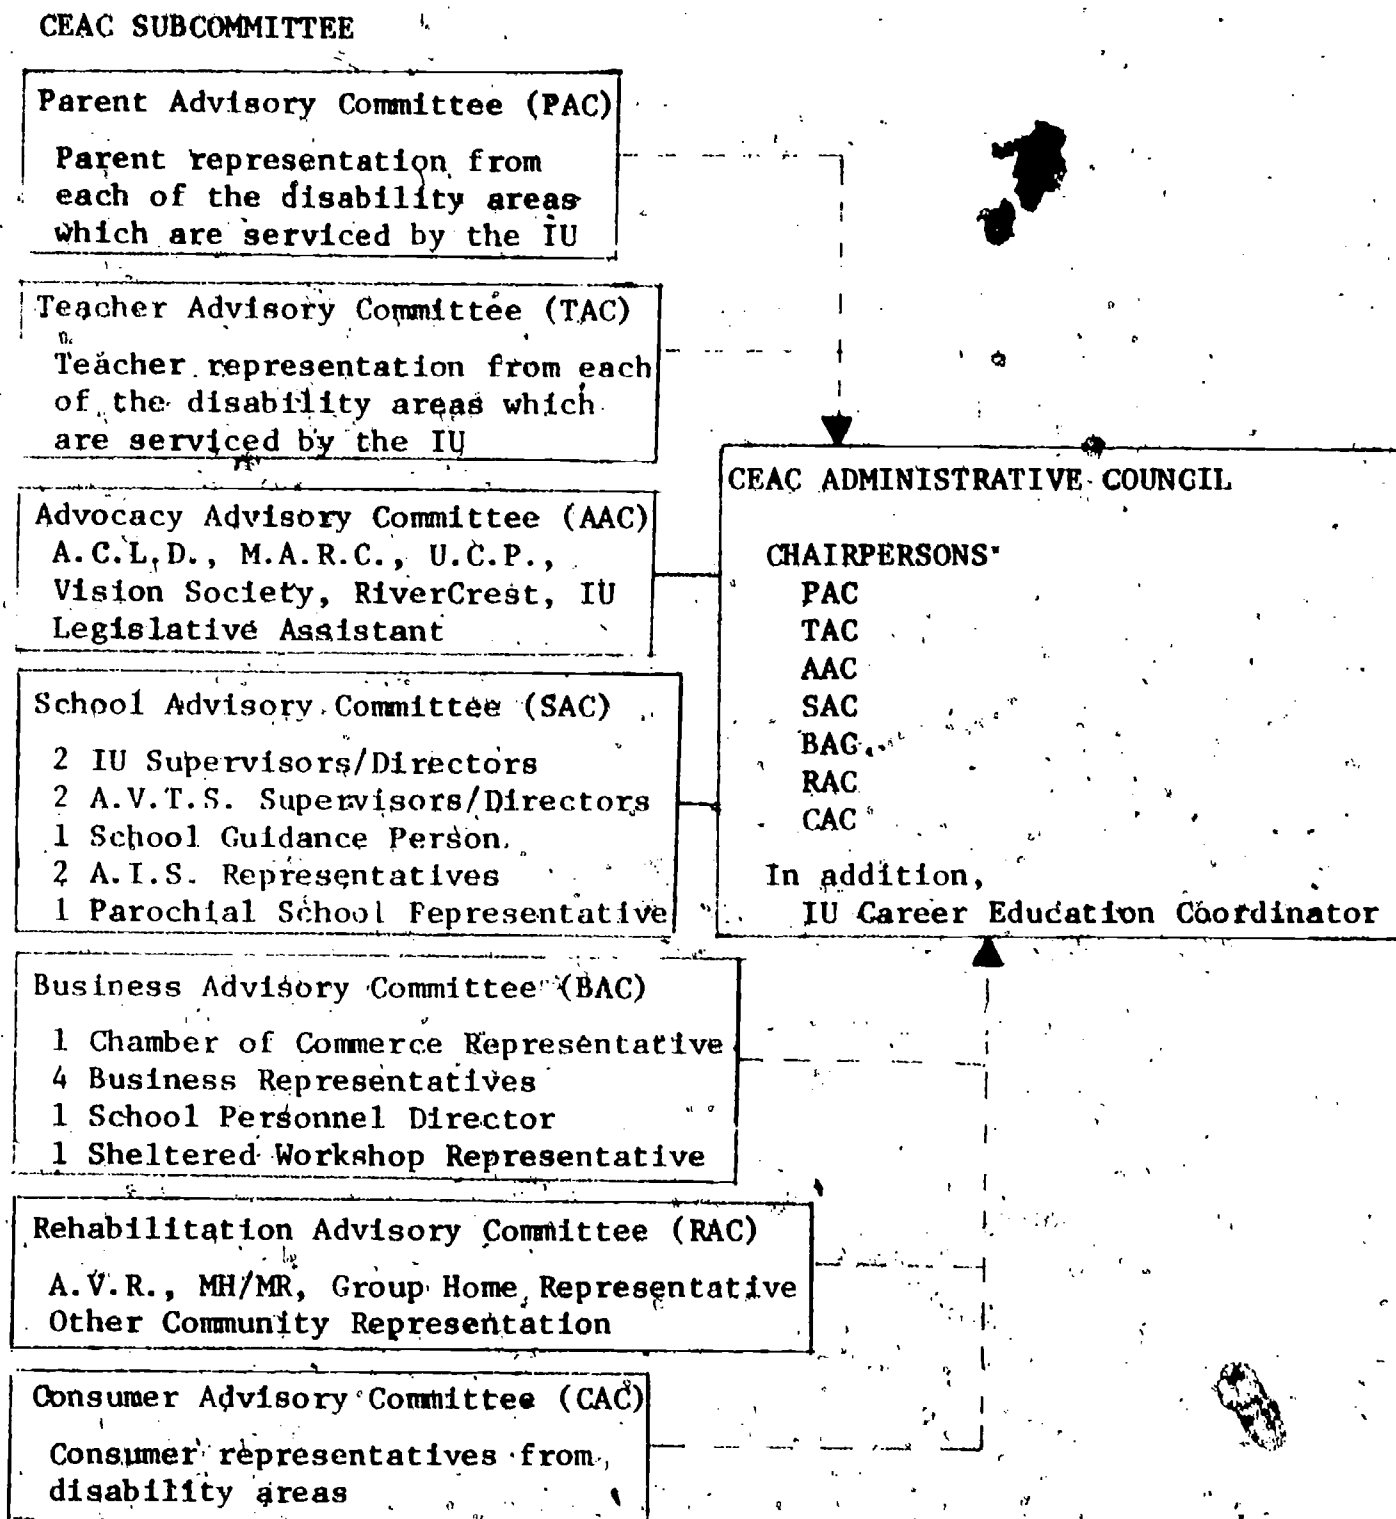 CEAC SUBCOMMITTEE
Parent Advisory Committee (PAC)
Parent representation from
each of the disability areas
which are serviced by the IU
Teacher Advisory Committee (TAC)
Teacher representation from each
of the disability areas which
are serviced by the IU
Advocacy Advisory Committee (AAC)
A.C.L.D., M.A.R.C., U.C.P.,
Vision Society, RiverCrest, IU
Legislative Assistant
School Advisory Committee (SAC)
2 IU Supervisors/Directors
2 A.V.T.S. Supervisors/Directors
1 School Guidance Person
2 A.I.S. Representatives
1 Parochial School Representative
Business Advisory Committee (BAC)
1 Chamber of Commerce Representative
4 Business Representatives
1 School Personnel Director
1 Sheltered Workshop Representative
Rehabilitation Advisory Committee (RAC)
A.V.R., MH/MR, Group Home Representative
Other Community Representation
Consumer Advisory Committee (CAC)
Consumer representatives from
disability areas
CEAC ADMINISTRATIVE COUNCIL
CHAIRPERSONS
PAC
TAC
AAC
SAC
BAC
RAC
CAC
In addition,
IU Career Education Coordinator